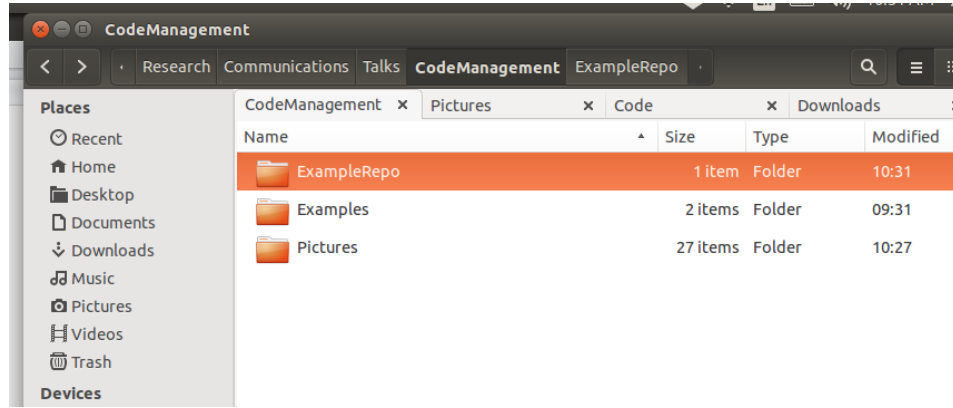 CodeManagement
Research Communications Talks CodeManagement ExampleRepo
Places
Recent
Home
Desktop
Documents
Downloads
Music
Pictures
Videos
Trash
Devices
CodeManagement Pictures Code Downloads
Name Size Type Modified
ExampleRepo 1 item Folder 10:31
Examples 2 items Folder 09:31
Pictures 27 items Folder 10:27